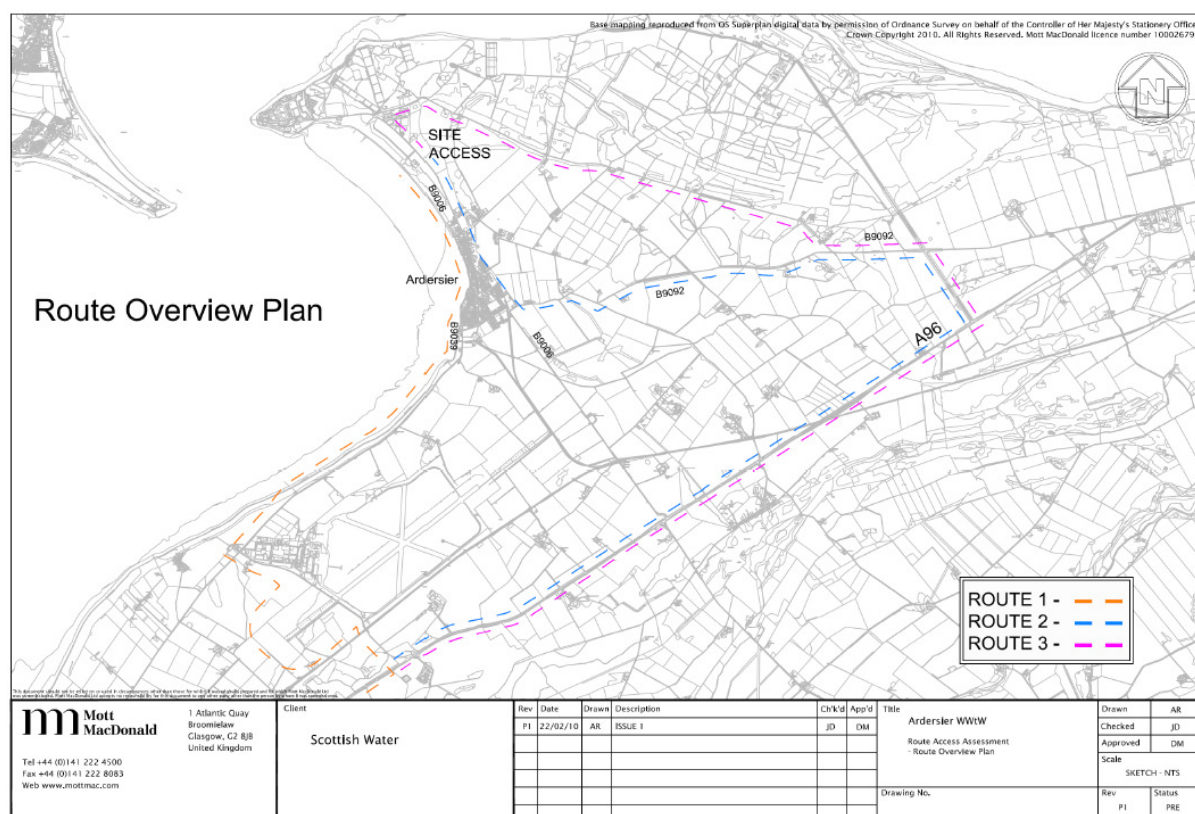 Base mapping reproduced from OS Superplan digital data by permission of Ordnance Survey on behalf of the Controller of Her Majesty's Stationery Office
Crown Copyright 2010. All Rights Reserved. Mott MacDonald licence number 10002679
N
SITE
ACCESS
B9006
B9092
Ardersier
B9092
Route Overview Plan
B9039
B9006
A96
ROUTE 1 -
ROUTE 2 -
ROUTE 3 -
Mott
MacDonald
1 Atlantic Quay
Broomielaw
Glasgow, G2 8JB
United Kingdom
Tel +44 (0)141 222 4500
Fax +44 (0)141 222 8083
Web www.mottmac.com
Client
Scottish Water
Rev Date Drawn Description Ch'k'd App'd
P1 22/02/10 AR ISSUE 1 JD DM
Title
Ardersier WWtW
Route Access Assessment
- Route Overview Plan
Drawing No.
Drawn AR
Checked JD
Approved DM
Scale
SKETCH - NTS
Rev Status
P1 PRE